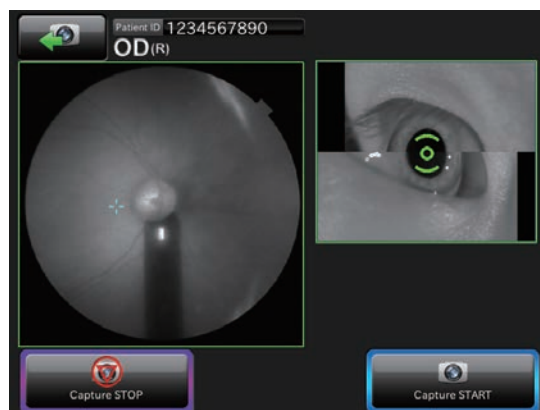 Patient ID 1234567890
OD(R)
Capture STOP
Capture START